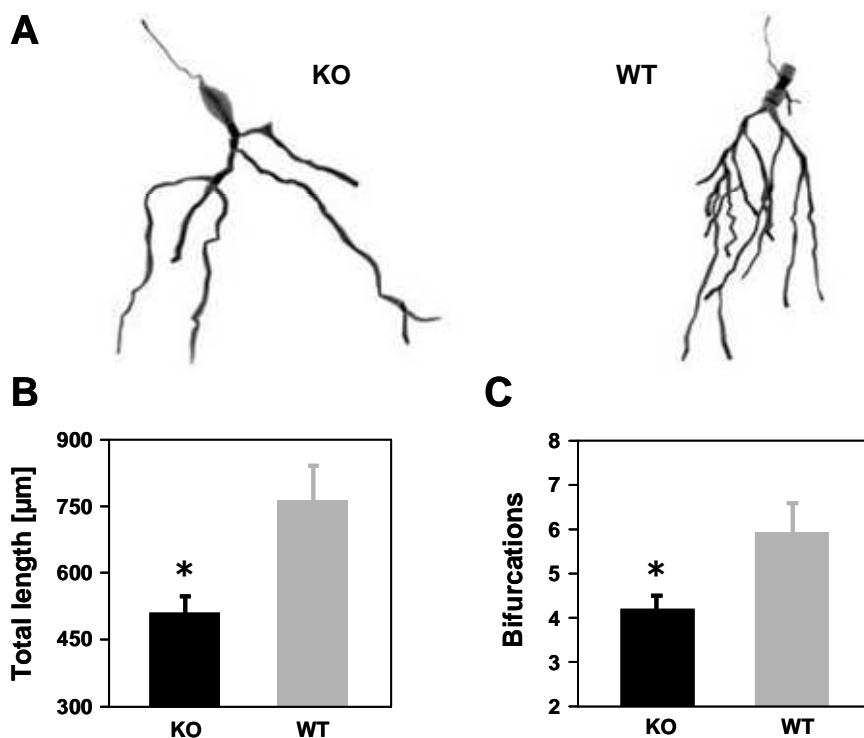 A
KO
WT
B
Total length [µm]
900
750
600
450
300
*
KO
WT
C
Bifurcations
8
7
6
5
4
3
2
*
KO
WT